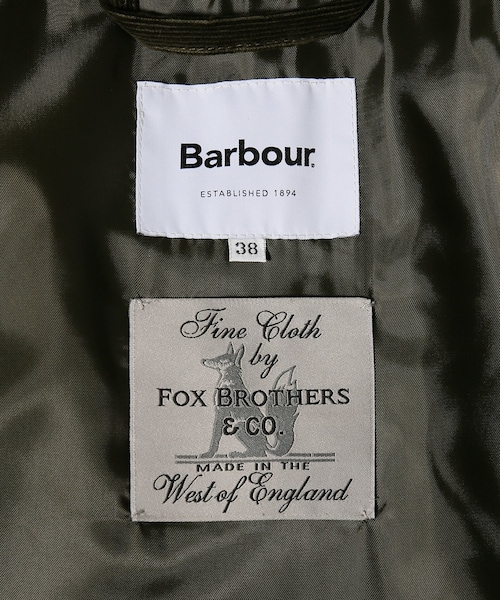 Barbour
ESTABLISHED 1894
38
Fine Cloth
by
FOX BROTHERS
& CO.
MADE IN THE
West of England